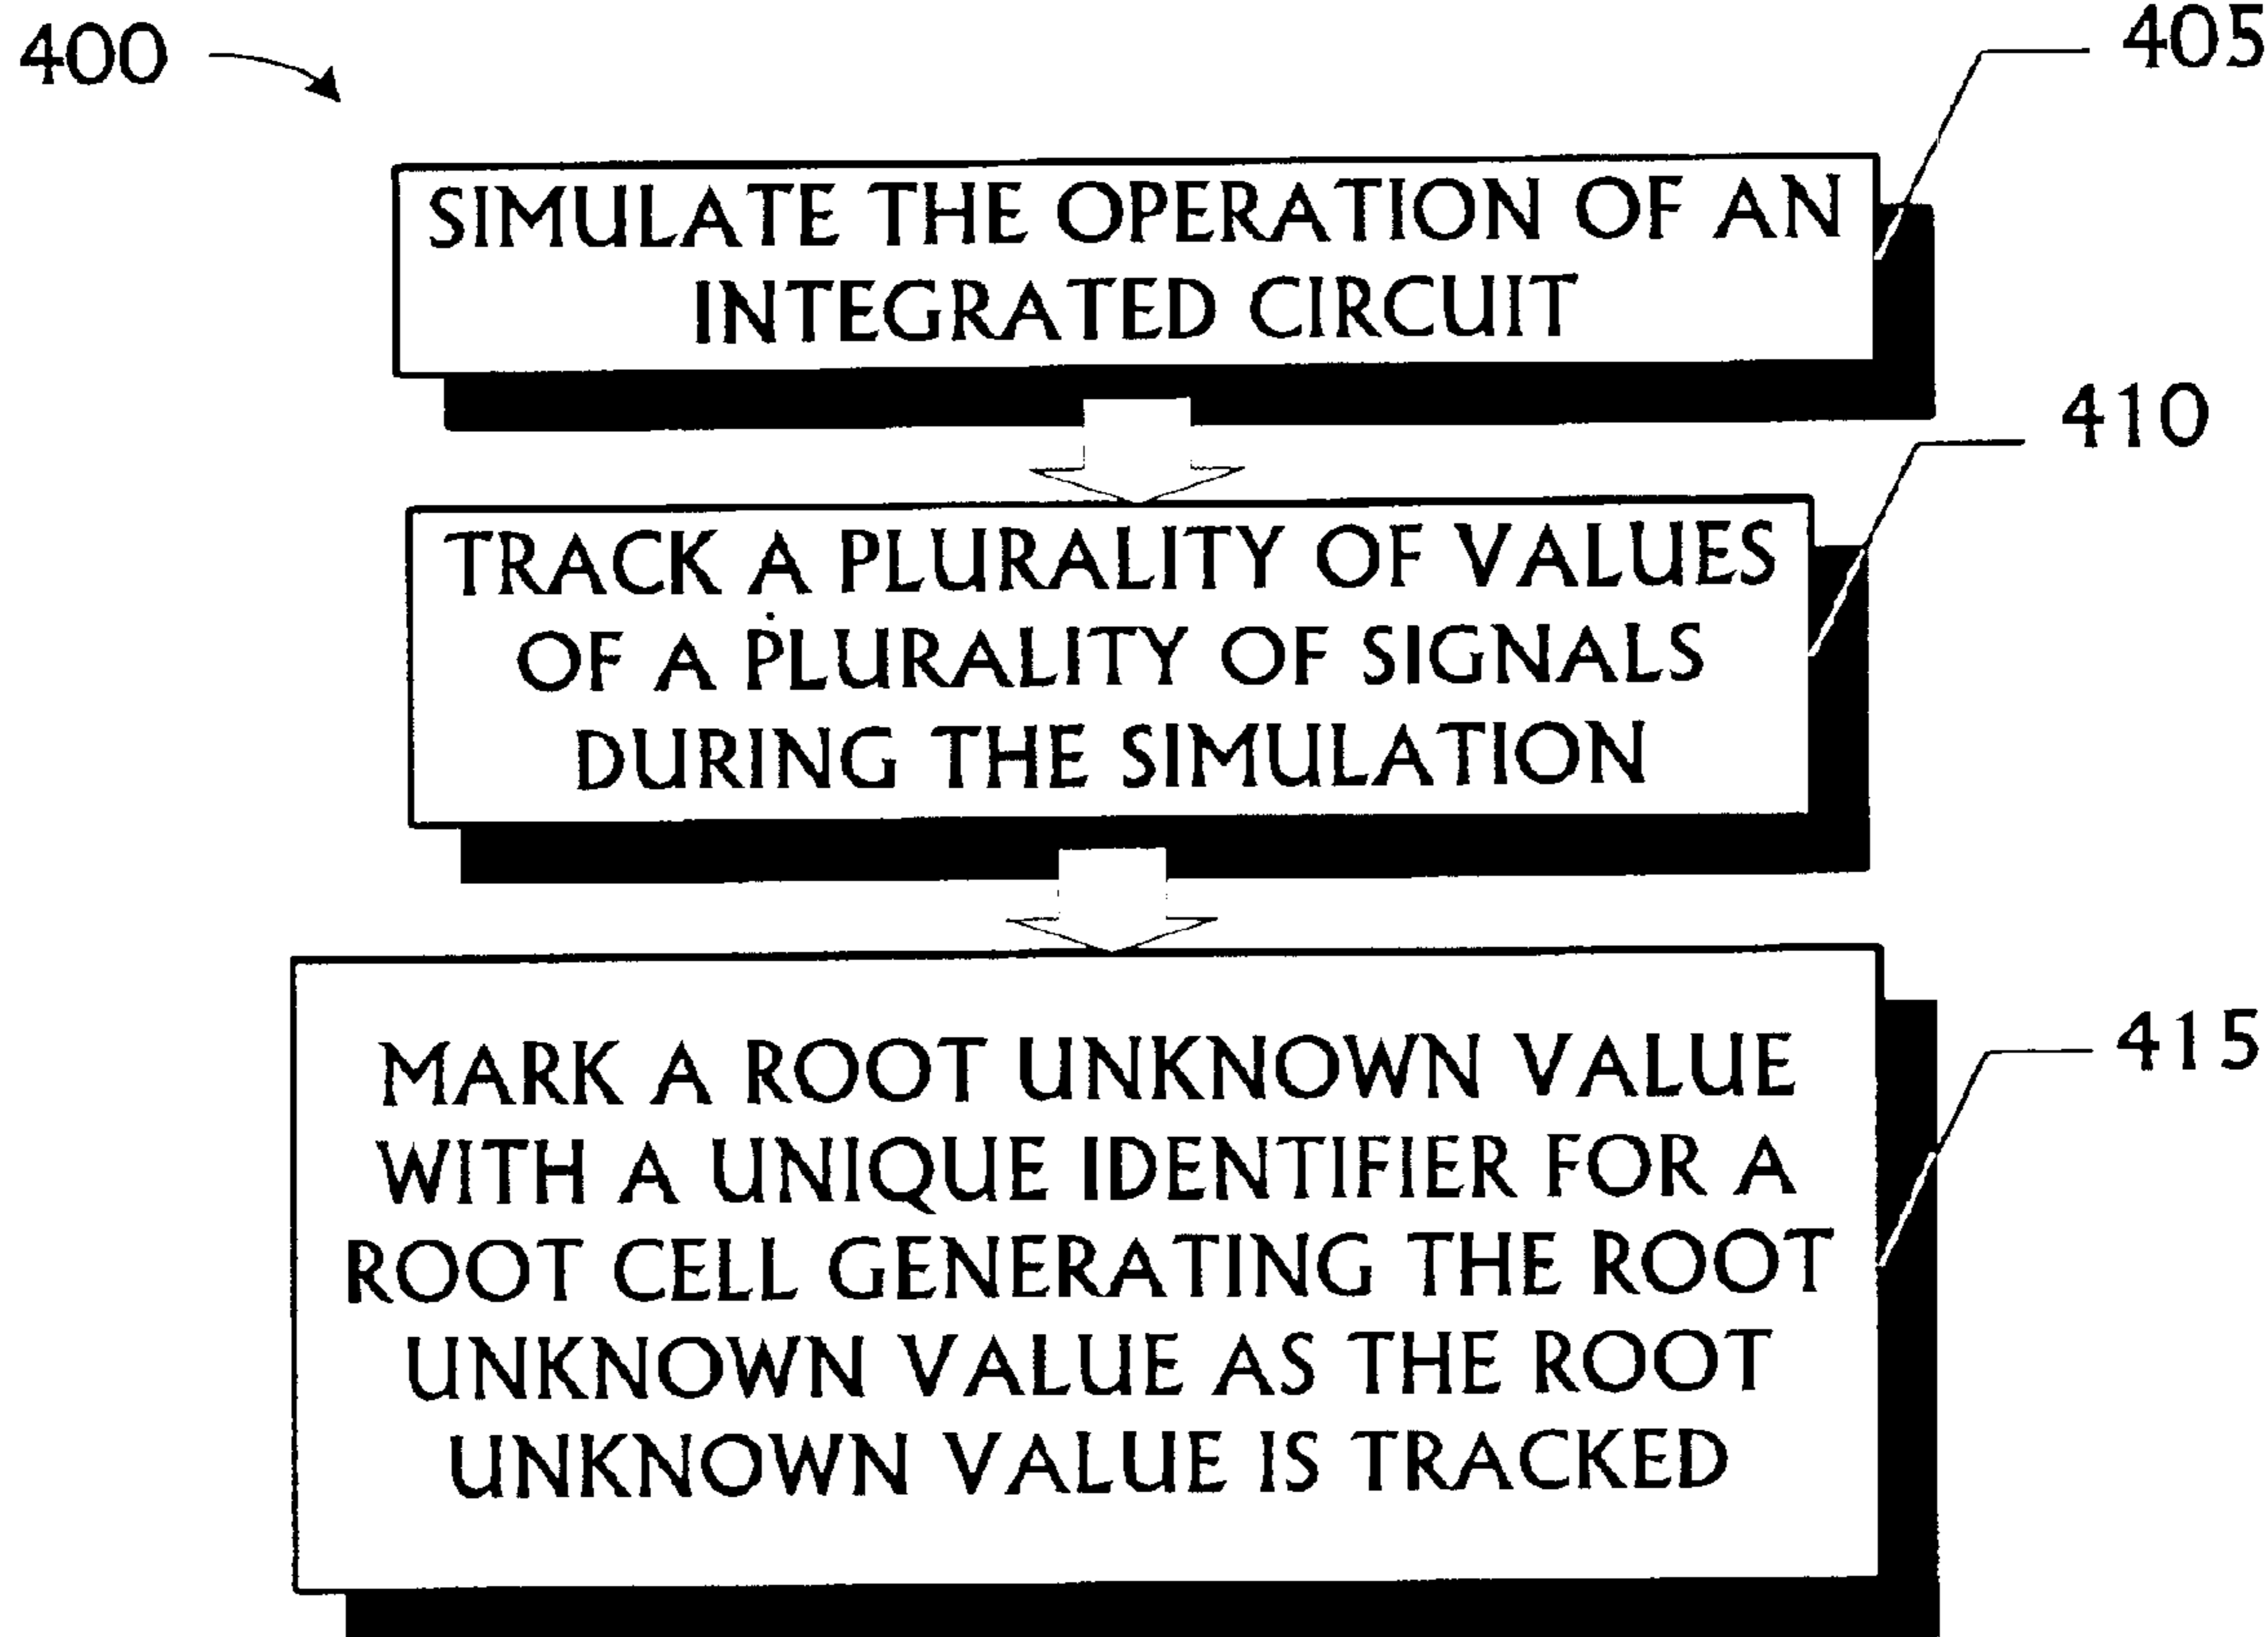 400
405
SIMULATE THE OPERATION OF AN
INTEGRATED CIRCUIT
410
TRACK A PLURALITY OF VALUES
OF A PLURALITY OF SIGNALS
DURING THE SIMULATION
415
MARK A ROOT UNKNOWN VALUE
WITH A UNIQUE IDENTIFIER FOR A
ROOT CELL GENERATING THE ROOT
UNKNOWN VALUE AS THE ROOT
UNKNOWN VALUE IS TRACKED